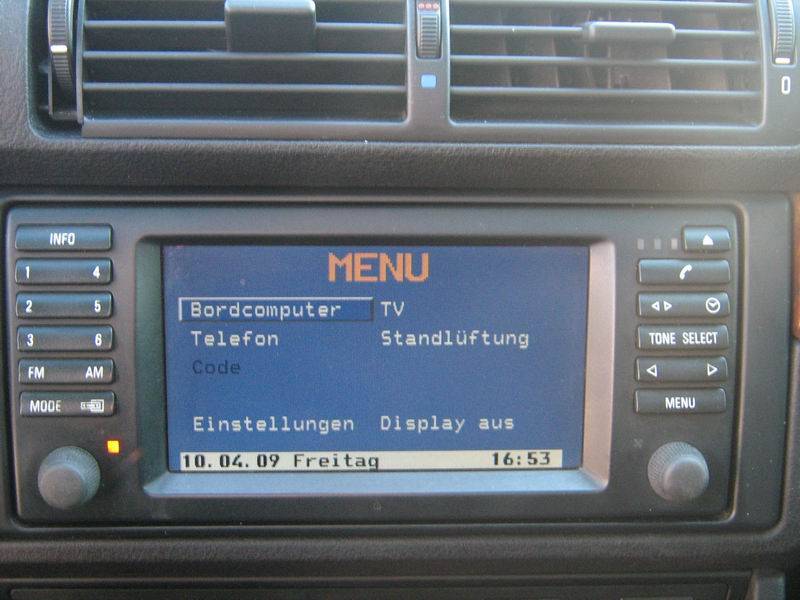 0
INFO
1 4
2 5
3 6
FM AM
MODE
MENU
Bordcomputer TV
Telefon Standlüftung
Code
Einstellungen Display aus
10.04.09 Freitag 16:53
TONE SELECT
MENU